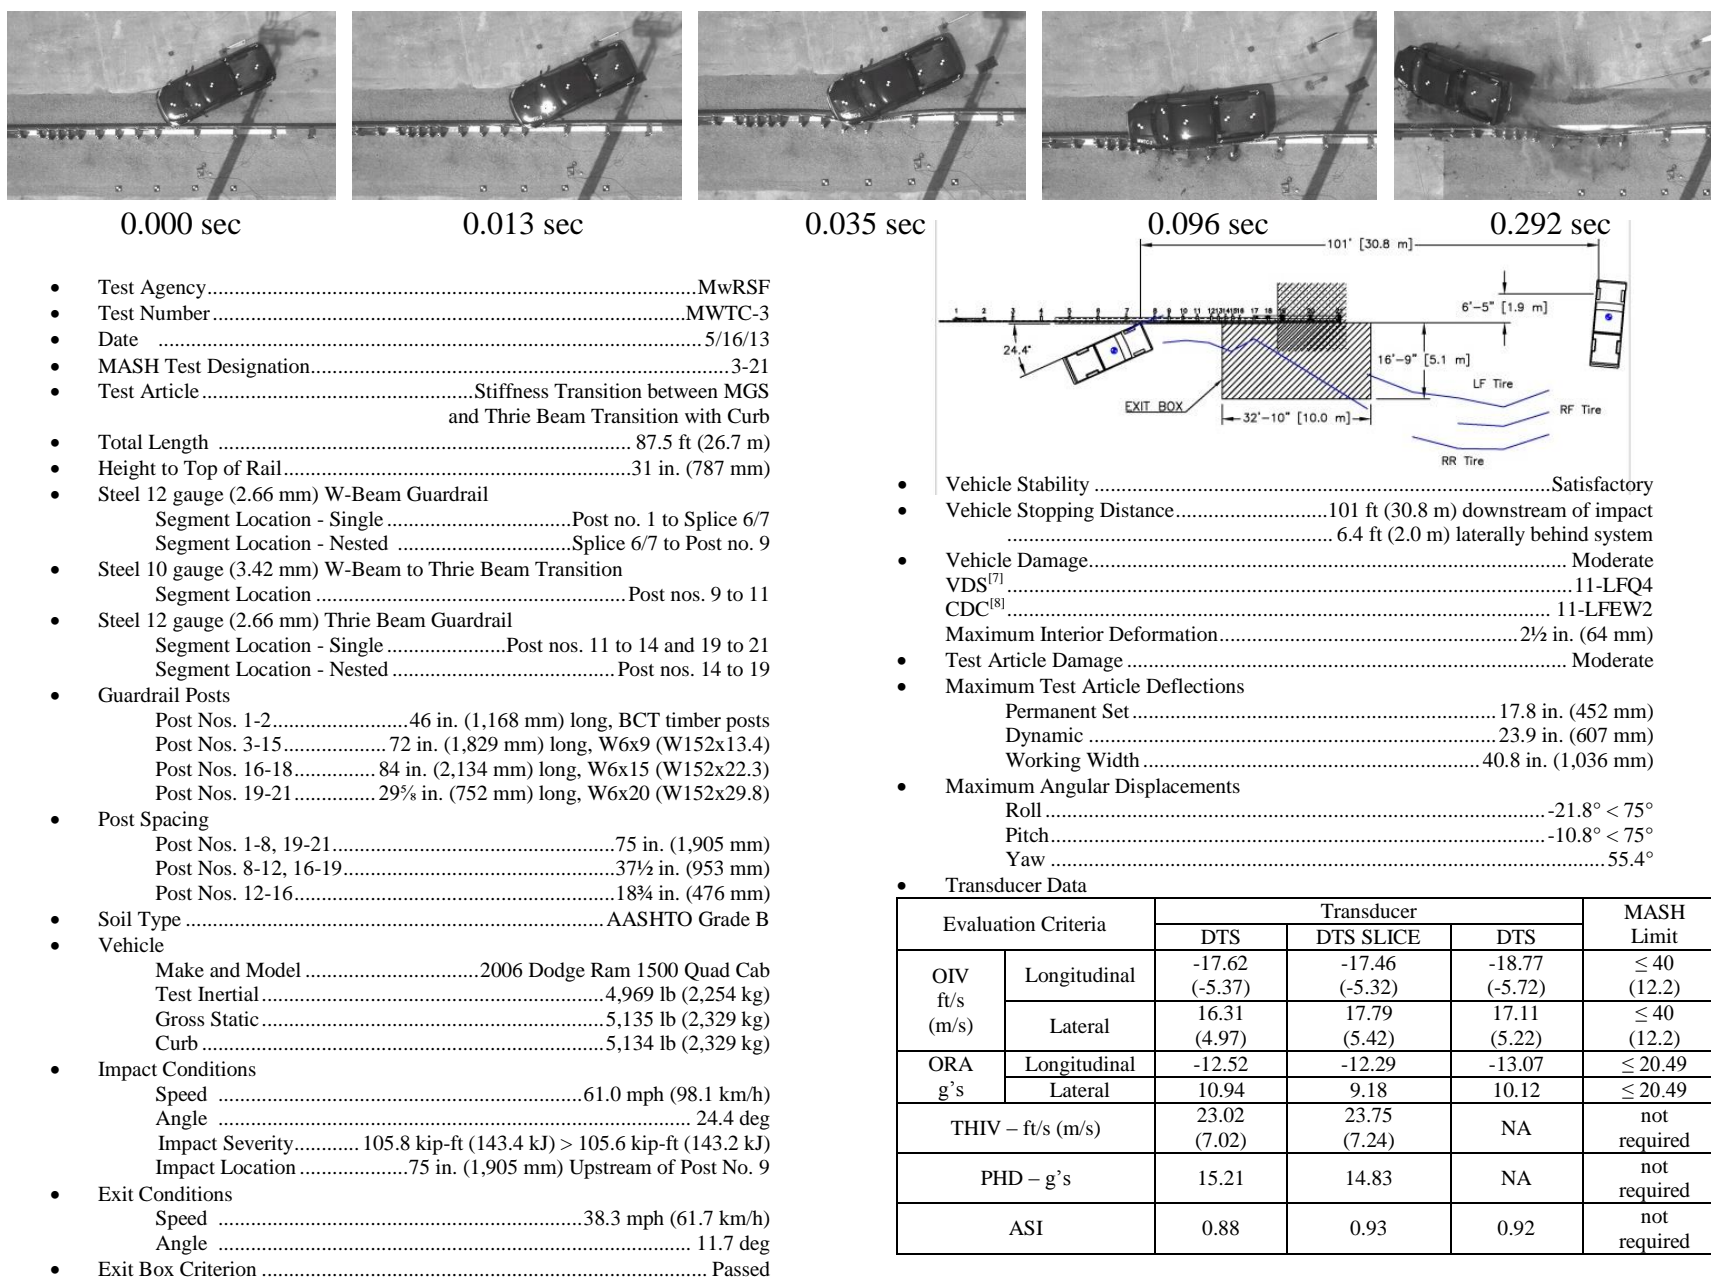 0.000 sec 0.013 sec 0.035 sec 0.096 sec 0.292 sec
• Test Agency...MwRSF
• Test Number...MWTC-3
• Date ...5/16/13
• MASH Test Designation...3-21
• Test Article...Stiffness Transition between MGS
and Thrie Beam Transition with Curb
• Total Length ...87.5 ft (26.7 m)
• Height to Top of Rail...31 in. (787 mm)
• Steel 12 gauge (2.66 mm) W-Beam Guardrail
Segment Location - Single...Post no. 1 to Splice 6/7
Segment Location - Nested ...Splice 6/7 to Post no. 9
• Steel 10 gauge (3.42 mm) W-Beam to Thrie Beam Transition
Segment Location...Post nos. 9 to 11
• Steel 12 gauge (2.66 mm) Thrie Beam Guardrail
Segment Location - Single...Post nos. 11 to 14 and 19 to 21
Segment Location - Nested...Post nos. 14 to 19
• Guardrail Posts
Post Nos. 1-2...46 in. (1,168 mm) long, BCT timber posts
Post Nos. 3-15...72 in. (1,829 mm) long, W6x9 (W152x13.4)
Post Nos. 16-18...84 in. (2,134 mm) long, W6x15 (W152x22.3)
Post Nos. 19-21...29⅝ in. (752 mm) long, W6x20 (W152x29.8)
• Post Spacing
Post Nos. 1-8, 19-21...75 in. (1,905 mm)
Post Nos. 8-12, 16-19...37½ in. (953 mm)
Post Nos. 12-16...18¾ in. (476 mm)
• Soil Type...AASHTO Grade B
• Vehicle
Make and Model...2006 Dodge Ram 1500 Quad Cab
Test Inertial...4,969 lb (2,254 kg)
Gross Static...5,135 lb (2,329 kg)
Curb...5,134 lb (2,329 kg)
• Impact Conditions
Speed ...61.0 mph (98.1 km/h)
Angle ...24.4 deg
Impact Severity...105.8 kip-ft (143.4 kJ) > 105.6 kip-ft (143.2 kJ)
Impact Location...75 in. (1,905 mm) Upstream of Post No. 9
• Exit Conditions
Speed ...38.3 mph (61.7 km/h)
Angle ...11.7 deg
• Exit Box Criterion...Passed
101' [30.8 m]
6'-5" [1.9 m]
1 2 3 4 5 6 7 8 9 10 11 12 13 14 15 16 17 18
24.4°
16'-9" [5.1 m]
EXIT BOX
32'-10" [10.0 m]
LF Tire
RF Tire
RR Tire
• Vehicle Stability...Satisfactory
• Vehicle Stopping Distance...101 ft (30.8 m) downstream of impact
...6.4 ft (2.0 m) laterally behind system
• Vehicle Damage...Moderate
VDS[7]...11-LFQ4
CDC[8]...11-LFEW2
Maximum Interior Deformation...2½ in. (64 mm)
• Test Article Damage...Moderate
• Maximum Test Article Deflections
Permanent Set...17.8 in. (452 mm)
Dynamic...23.9 in. (607 mm)
Working Width...40.8 in. (1,036 mm)
• Maximum Angular Displacements
Roll...-21.8° < 75°
Pitch...-10.8° < 75°
Yaw...55.4°
• Transducer Data
Evaluation Criteria Transducer MASH Limit
DTS DTS SLICE DTS
OIV ft/s (m/s) Longitudinal -17.62 (-5.37) -17.46 (-5.32) -18.77 (-5.72) ≤ 40 (12.2)
Lateral 16.31 (4.97) 17.79 (5.42) 17.11 (5.22) ≤ 40 (12.2)
ORA g's Longitudinal -12.52 -12.29 -13.07 ≤ 20.49
Lateral 10.94 9.18 10.12 ≤ 20.49
THIV – ft/s (m/s) 23.02 (7.02) 23.75 (7.24) NA not required
PHD – g's 15.21 14.83 NA not required
ASI 0.88 0.93 0.92 not required